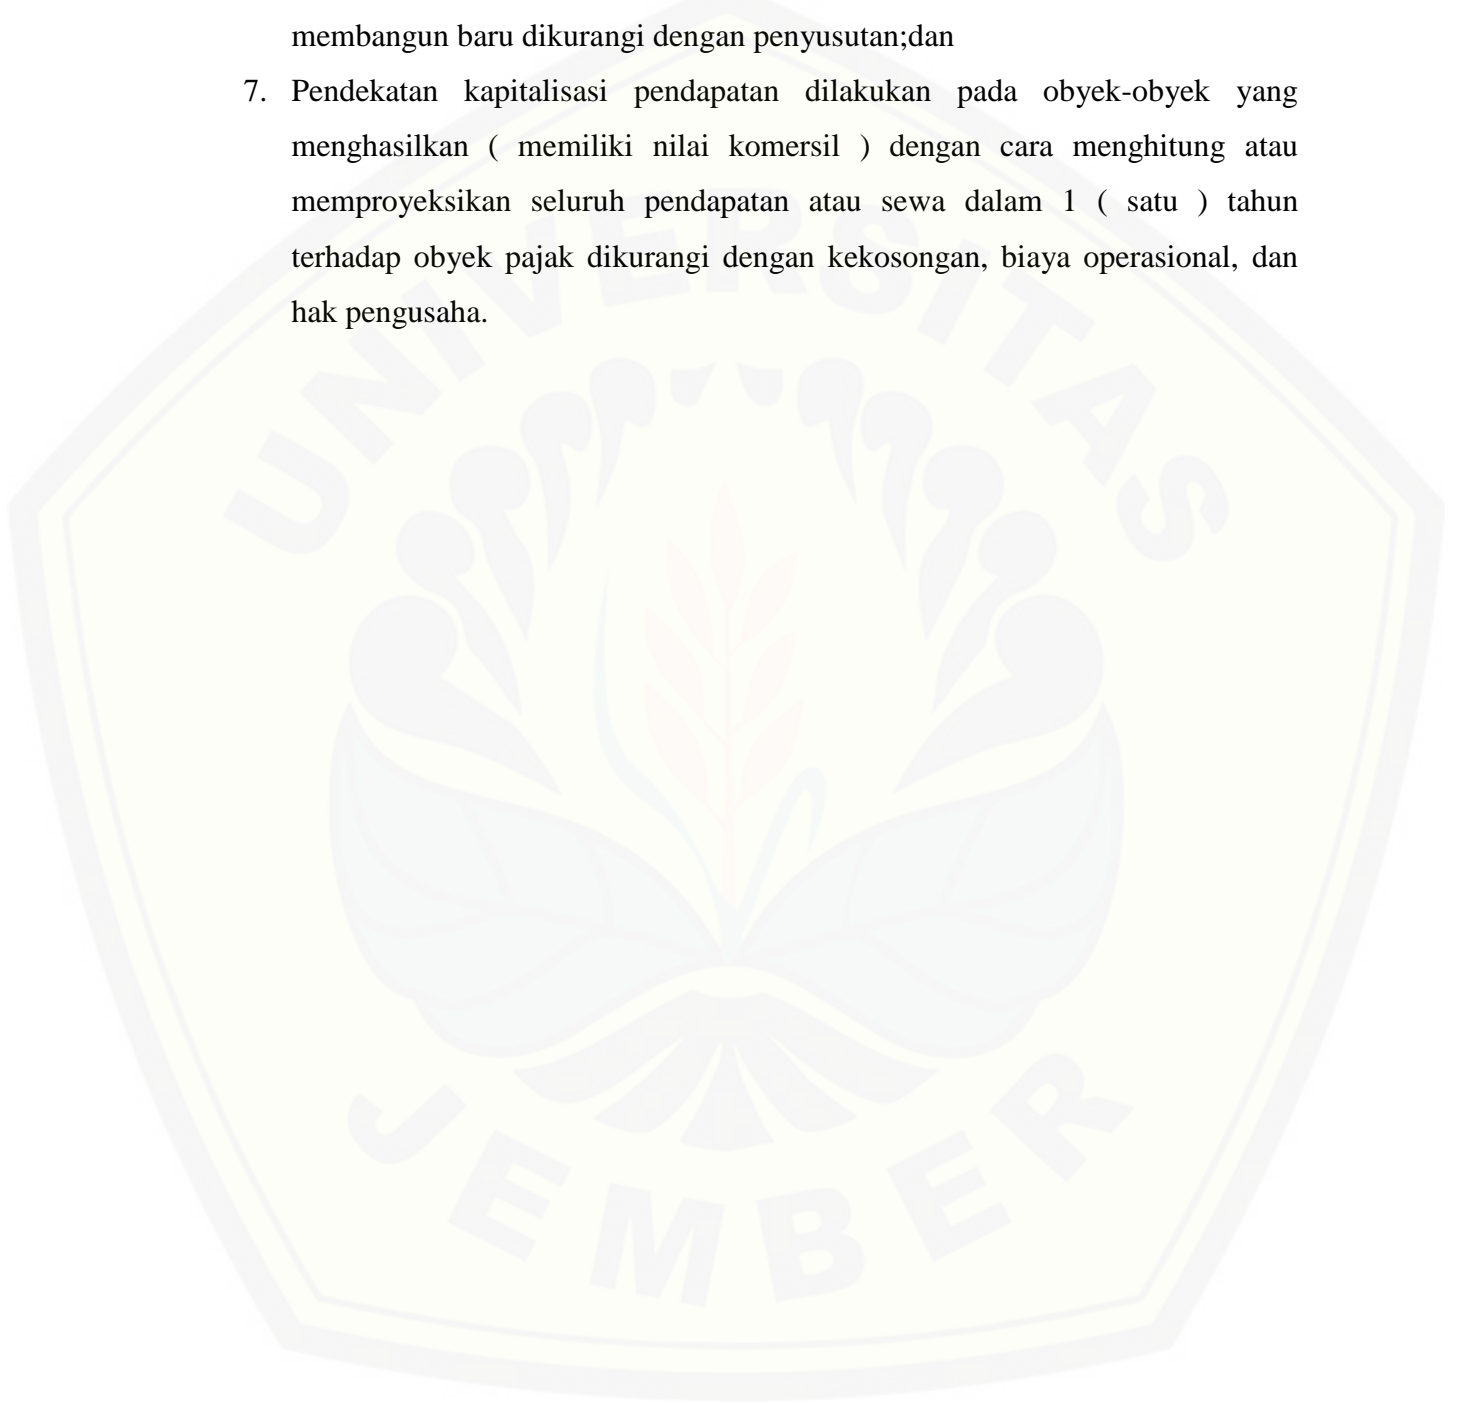 membangun baru dikurangi dengan penyusutan;dan
7. Pendekatan kapitalisasi pendapatan dilakukan pada obyek-obyek yang
menghasilkan ( memiliki nilai komersil ) dengan cara menghitung atau
memproyeksikan seluruh pendapatan atau sewa dalam 1 ( satu ) tahun
terhadap obyek pajak dikurangi dengan kekosongan, biaya operasional, dan
hak pengusaha.
UNIVERSITAS
JEMBER